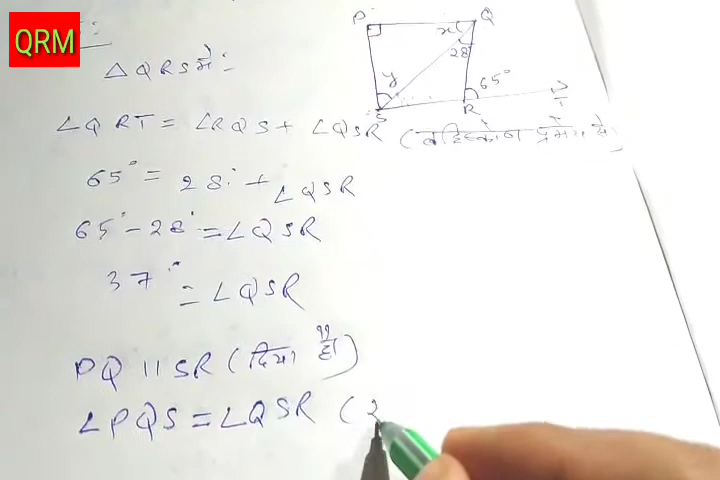 QRM
P Q
x
28°
y
65°
S R T
△QRS में :-
∠QRT = ∠RQS + ∠QSR (बहिष्कोण प्रमेय से)
65° = 28° + ∠QSR
65° - 28° = ∠QSR
37° = ∠QSR
PQ || SR (दिया है)
∠PQS = ∠QSR (